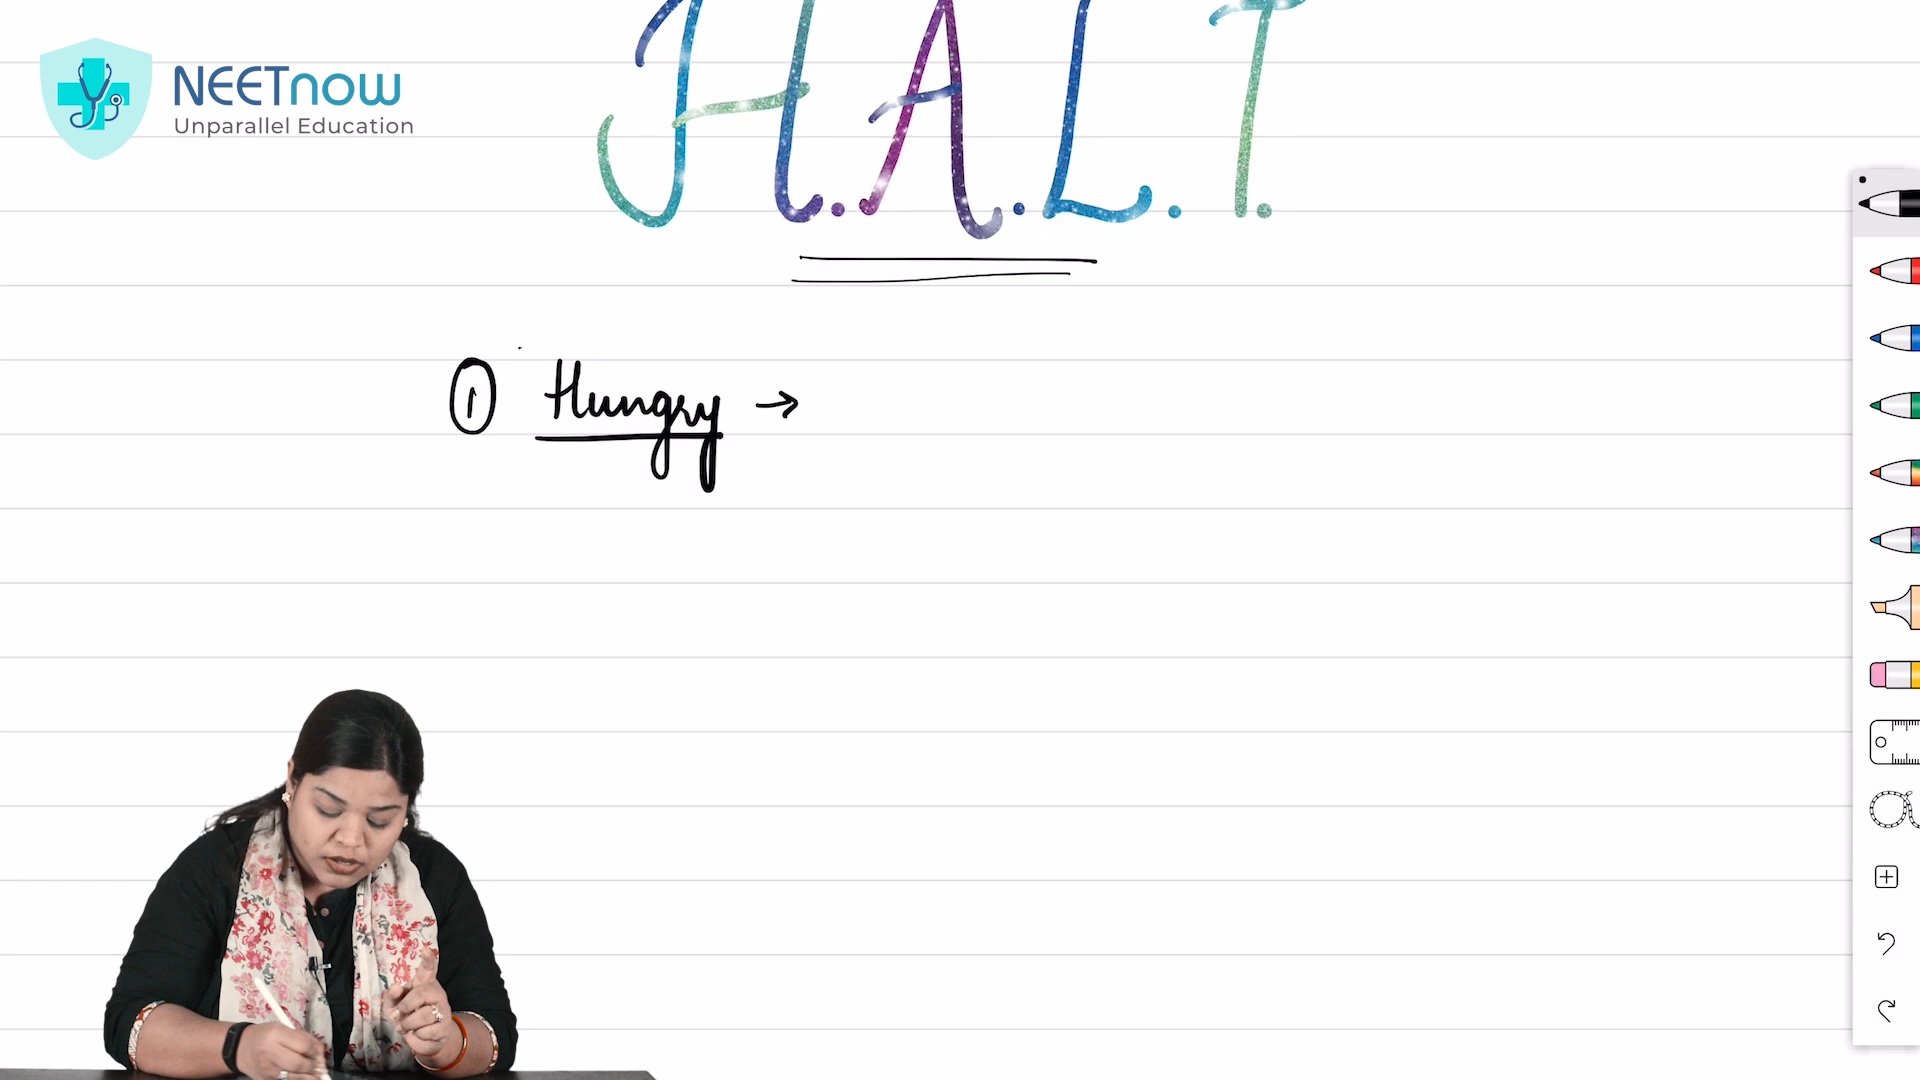 H.A.L.T.
NEETnow
Unparallel Education
① Hungry →